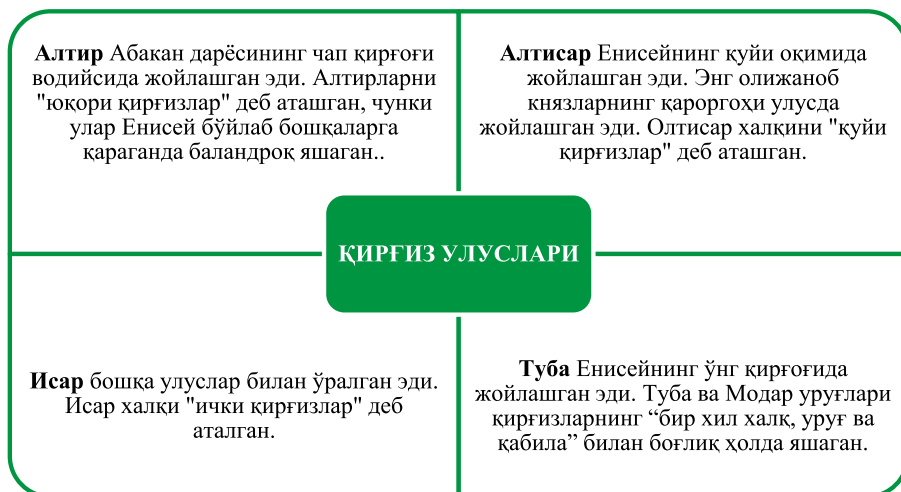 Алтир Абакан дарёсининг чап қирғоғи
водийсида жойлашган эди. Алтирларни
"юқори қирғизлар" деб аташган, чунки
улар Енисей бўйлаб бошқаларга
қараганда баландроқ яшаган..
Алтисар Енисейнинг қуйи оқимида
жойлашган эди. Энг олижаноб
князларнинг қароргоҳи улусда
жойлашган эди. Олтисар халқини "қуйи
қирғизлар" деб аташган.
ҚИРҒИЗ УЛУСЛАРИ
Исар бошқа улуслар билан ўралган эди.
Исар халқи "ички қирғизлар" деб
аталган.
Туба Енисейнинг ўнг қирғоғида
жойлашган эди. Туба ва Модар уруғлари
қирғизларнинг “бир хил халқ, уруғ ва
қабила” билан боғлиқ ҳолда яшаган.